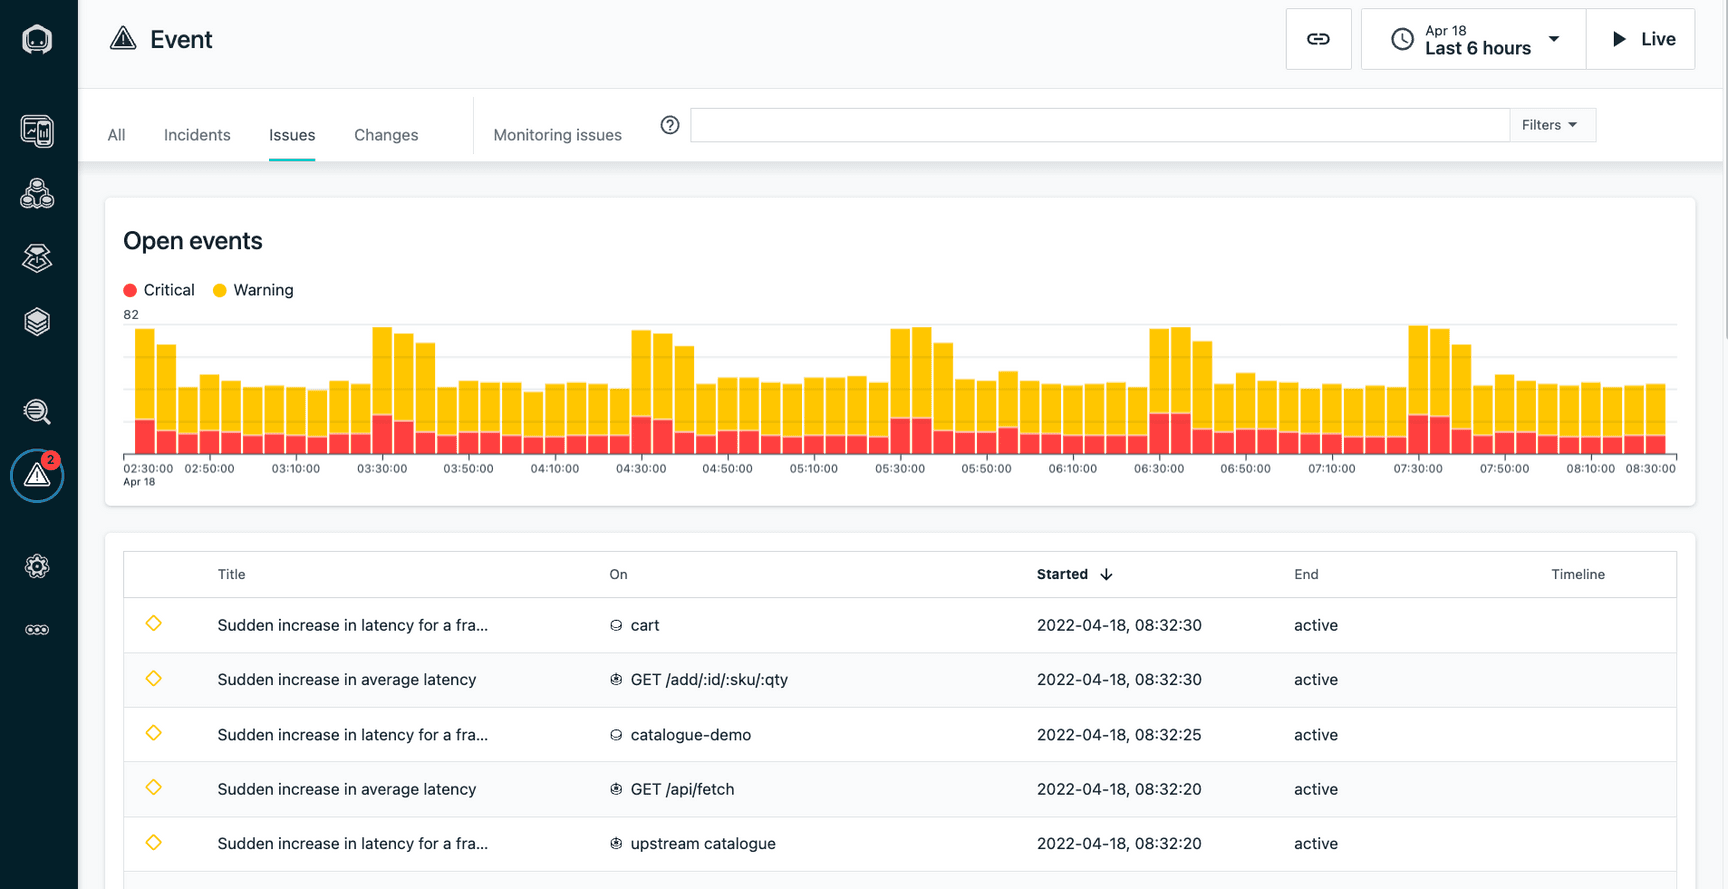 Event
Apr 18
Last 6 hours
Live
All
Incidents
Issues
Changes
Monitoring issues
?
Filters
2
Open events
Critical
Warning
82
02:30:00 02:50:00 03:10:00 03:30:00 03:50:00 04:10:00 04:30:00 04:50:00 05:10:00 05:30:00 05:50:00 06:10:00 06:30:00 06:50:00 07:10:00 07:30:00 07:50:00 08:10:00 08:30:00
Apr 18
Title On Started End Timeline
Sudden increase in latency for a fra... cart 2022-04-18, 08:32:30 active
Sudden increase in average latency GET /add/:id/:sku/:qty 2022-04-18, 08:32:30 active
Sudden increase in latency for a fra... catalogue-demo 2022-04-18, 08:32:25 active
Sudden increase in average latency GET /api/fetch 2022-04-18, 08:32:20 active
Sudden increase in latency for a fra... upstream catalogue 2022-04-18, 08:32:20 active